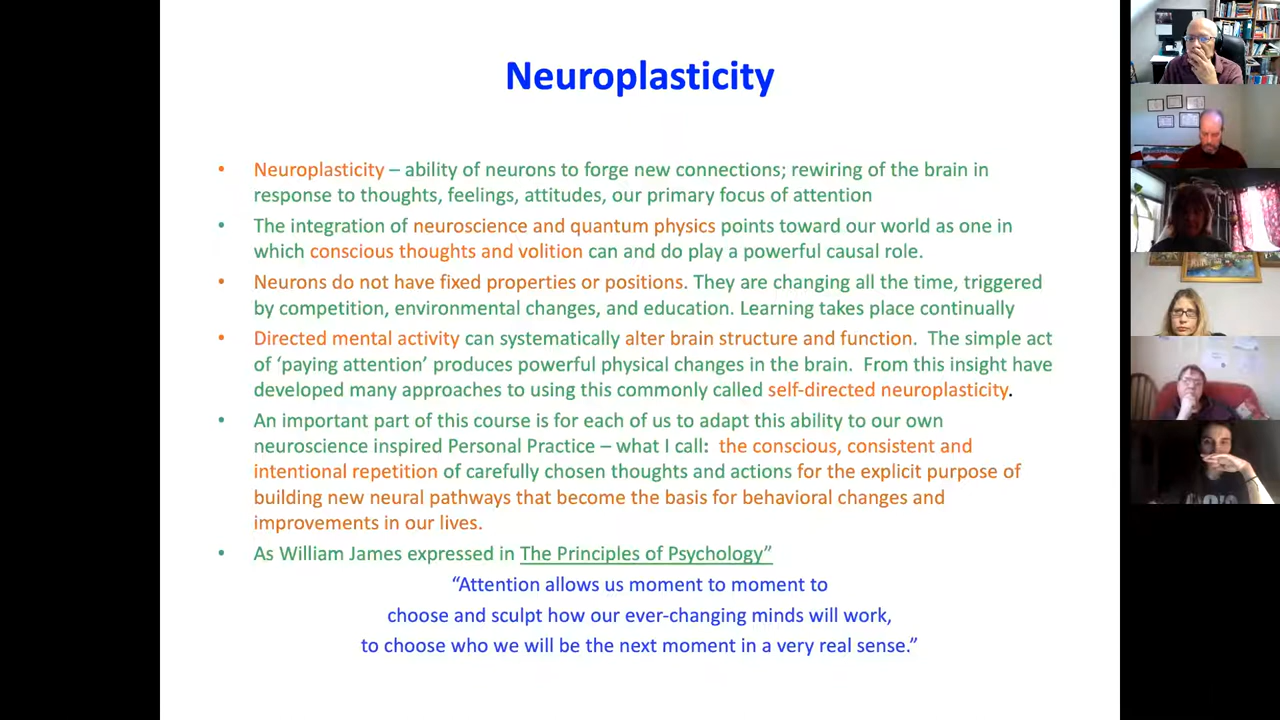 Neuroplasticity
• Neuroplasticity – ability of neurons to forge new connections; rewiring of the brain in
response to thoughts, feelings, attitudes, our primary focus of attention
• The integration of neuroscience and quantum physics points toward our world as one in
which conscious thoughts and volition can and do play a powerful causal role.
• Neurons do not have fixed properties or positions. They are changing all the time, triggered
by competition, environmental changes, and education. Learning takes place continually
• Directed mental activity can systematically alter brain structure and function. The simple act
of ‘paying attention’ produces powerful physical changes in the brain. From this insight have
developed many approaches to using this commonly called self-directed neuroplasticity.
• An important part of this course is for each of us to adapt this ability to our own
neuroscience inspired Personal Practice – what I call: the conscious, consistent and
intentional repetition of carefully chosen thoughts and actions for the explicit purpose of
building new neural pathways that become the basis for behavioral changes and
improvements in our lives.
• As William James expressed in The Principles of Psychology”
“Attention allows us moment to moment to
choose and sculpt how our ever-changing minds will work,
to choose who we will be the next moment in a very real sense.”